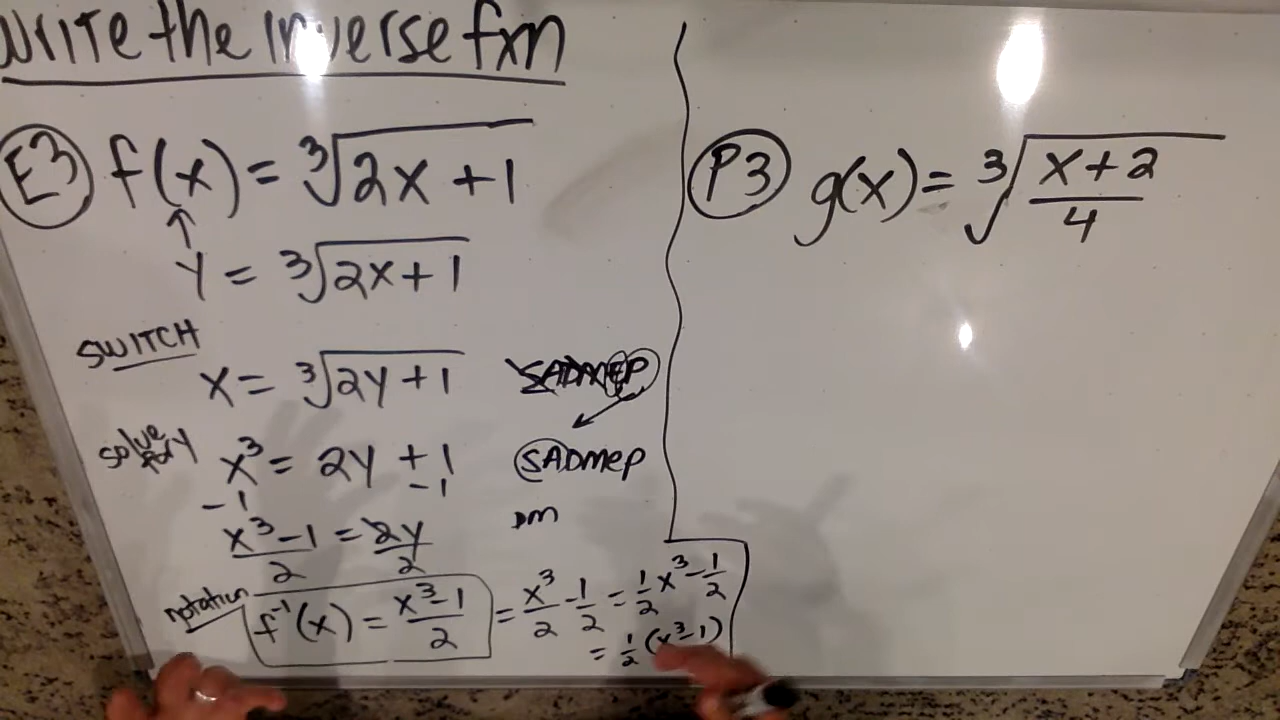 Write the inverse fxn
E3 f(x) = ∛(2x + 1)
↑
y = ∛(2x + 1)
SWITCH
x = ∛(2y + 1) SADMEP
solve for y x³ = 2y + 1 SADMEP
-1 -1
(x³ - 1)/2 = 2y/2 DM
notation f⁻¹(x) = (x³ - 1)/2 = x³/2 - 1/2 = 1/2 x³ - 1/2
= 1/2 (x³ - 1)
P3 g(x) = ∛((x + 2)/4)